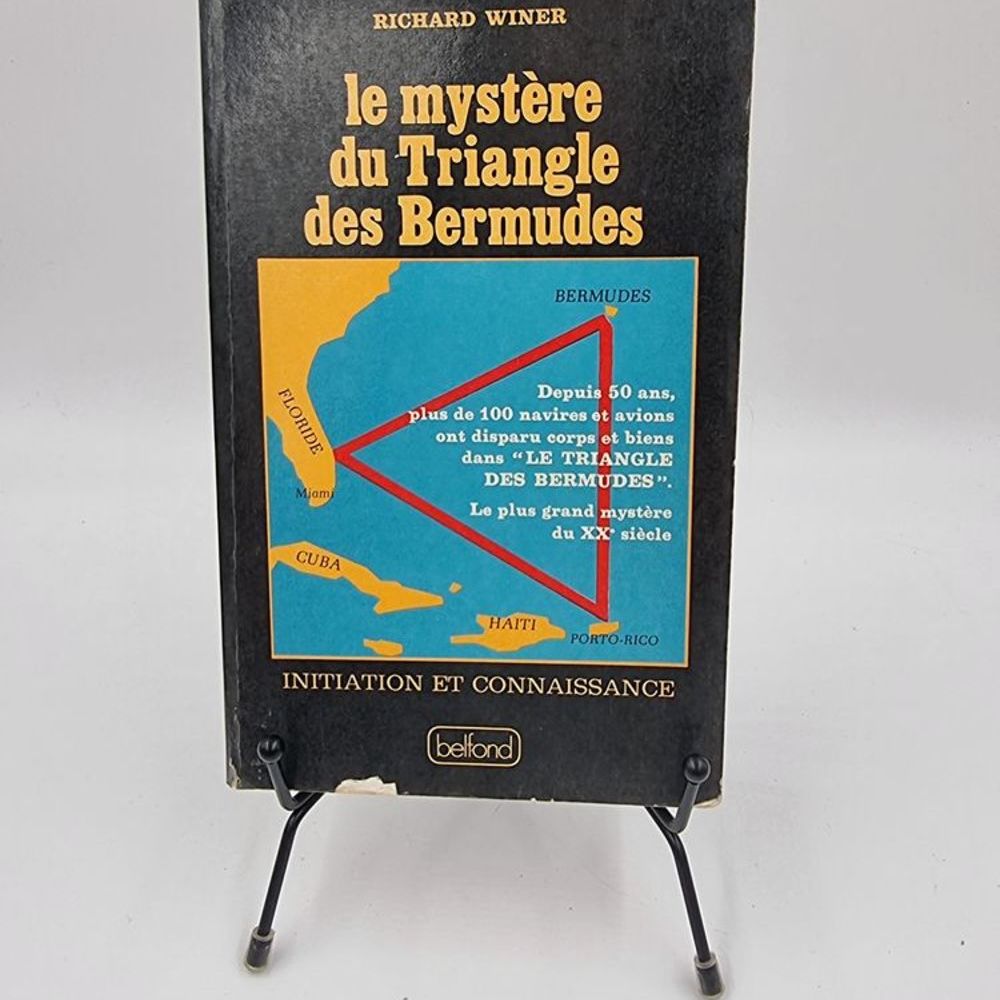 RICHARD WINER
le mystère
du Triangle
des Bermudes
BERMUDES
FLORIDE
Miami
Depuis 50 ans,
plus de 100 navires et avions
ont disparu corps et biens
dans “LE TRIANGLE
DES BERMUDES”.
Le plus grand mystère
du XXᵉ siècle
CUBA
HAITI
PORTO-RICO
INITIATION ET CONNAISSANCE
belfond